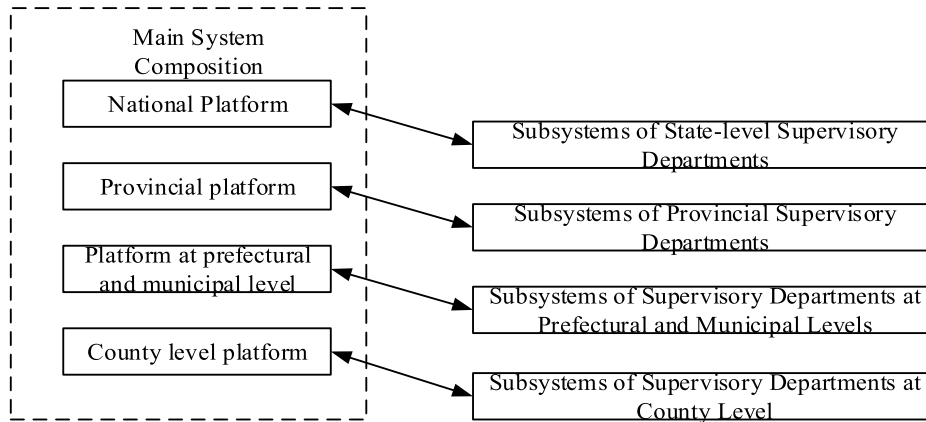 Main System
Composition
National Platform
Subsystems of State-level Supervisory
Departments
Provincial platform
Subsystems of Provincial Supervisory
Departments
Platform at prefectural
and municipal level
Subsystems of Supervisory Departments at
Prefectural and Municipal Levels
County level platform
Subsystems of Supervisory Departments at
County Level